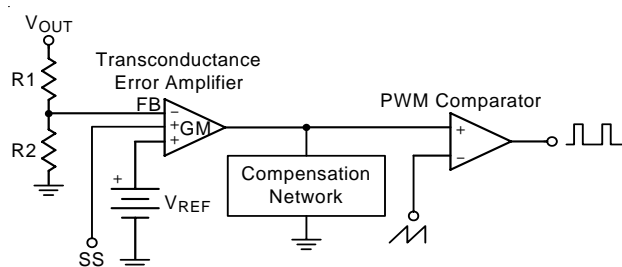 VOUT
R1
R2
Transconductance
Error Amplifier
FB
−
+
+
GM
SS
+
VREF
Compensation
Network
PWM Comparator
+
−